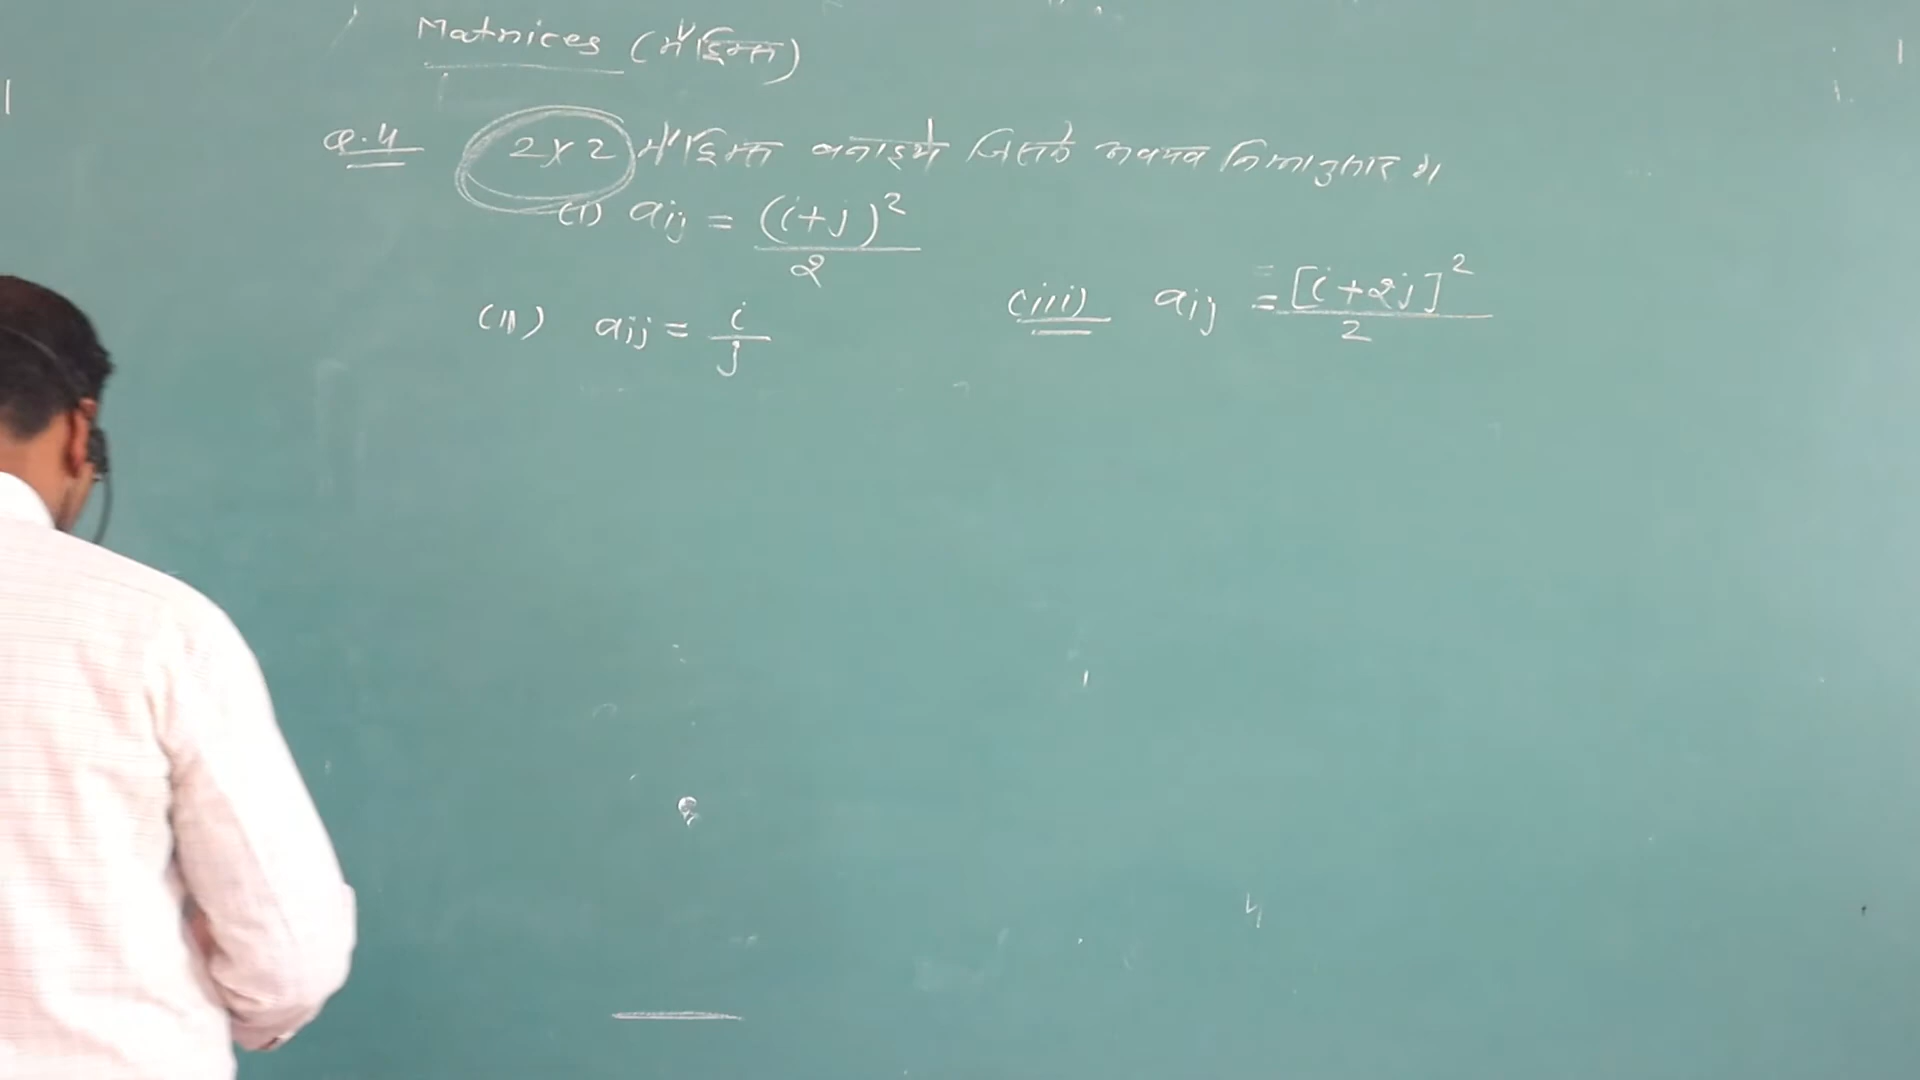 Matrices (मैट्रिक्स)
Q.4 2x2 मैट्रिक्स बनाइये जिसके अवयव निम्नानुसार है।
(i) aij = (i+j)²/2
(ii) aij = i/j
(iii) aij = [i+2j]²/2